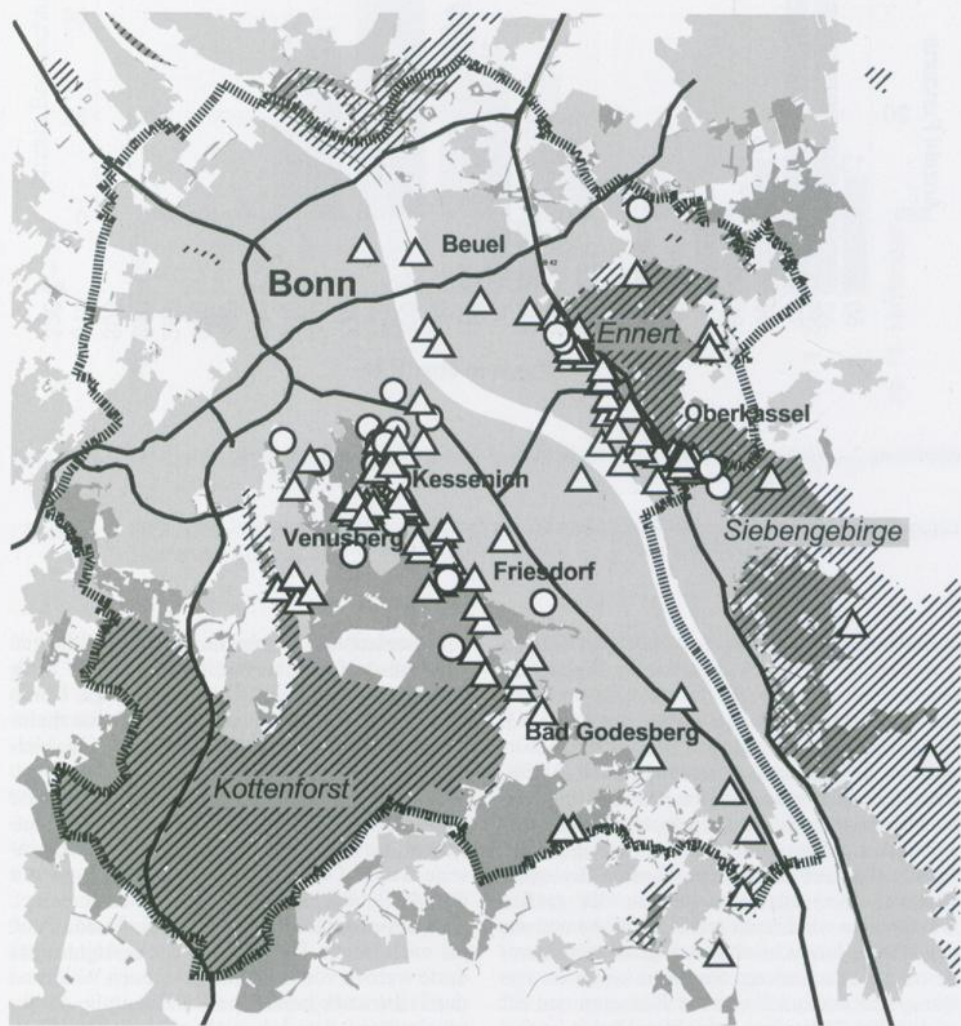 Beuel
Bonn
Ennert
Oberkassel
Kessenich
Siebengebirge
Venusberg
Friesdorf
Bad Godesberg
Kottenforst